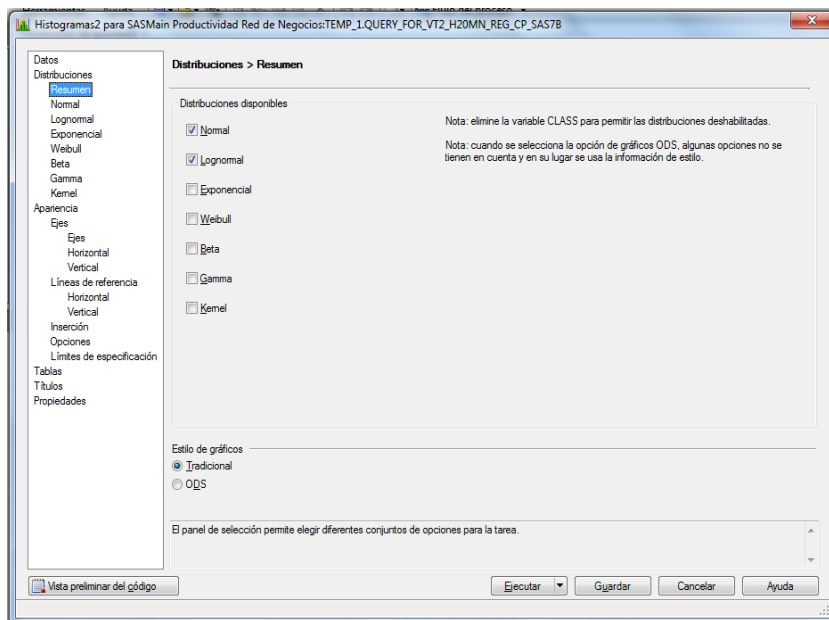 Herramientas Ayuda
Histogramas2 para SASMain Productividad Red de Negocios:TEMP_1.QUERY_FOR_VT2_H20MN_REG_CP_SAS7B
Datos
Distribuciones
Resumen
Normal
Lognormal
Exponencial
Weibull
Beta
Gamma
Kernel
Apariencia
Ejes
Ejes
Horizontal
Vertical
Líneas de referencia
Horizontal
Vertical
Inserción
Opciones
Límites de especificación
Tablas
Títulos
Propiedades
Distribuciones > Resumen
Distribuciones disponibles
Normal
Lognormal
Exponencial
Weibull
Beta
Gamma
Kernel
Nota: elimine la variable CLASS para permitir las distribuciones deshabilitadas.
Nota: cuando se selecciona la opción de gráficos ODS, algunas opciones no se
tienen en cuenta y en su lugar se usa la información de estilo.
Estilo de gráficos
Tradicional
ODS
El panel de selección permite elegir diferentes conjuntos de opciones para la tarea.
Vista preliminar del código
Ejecutar
Guardar
Cancelar
Ayuda